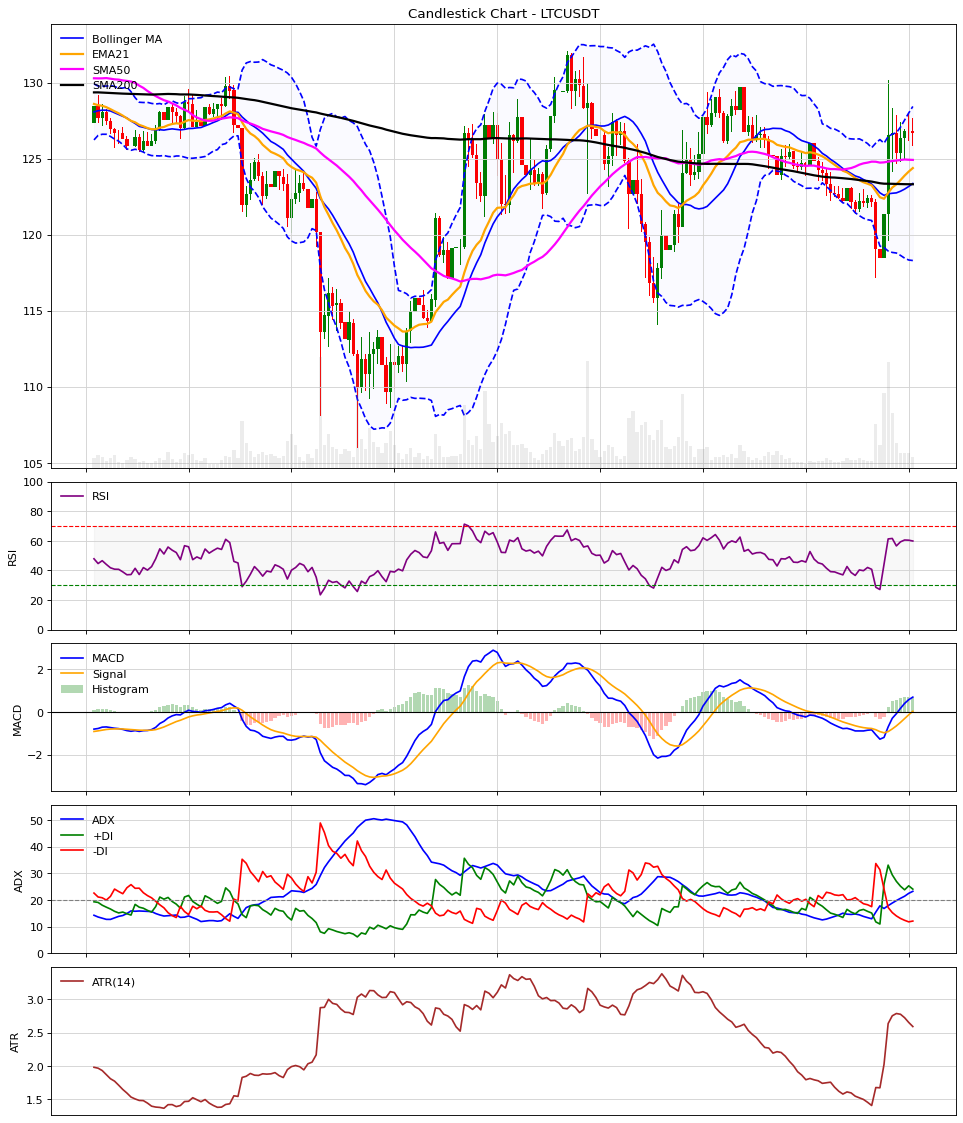 Candlestick Chart - LTCUSDT
Bollinger MA
EMA21
SMA50
SMA200
130
125
120
115
110
105
RSI
100
80
60
40
20
0
RSI
MACD
Signal
Histogram
2
0
−2
MACD
ADX
+DI
-DI
50
40
30
20
10
0
ADX
ATR(14)
3.0
2.5
2.0
1.5
ATR